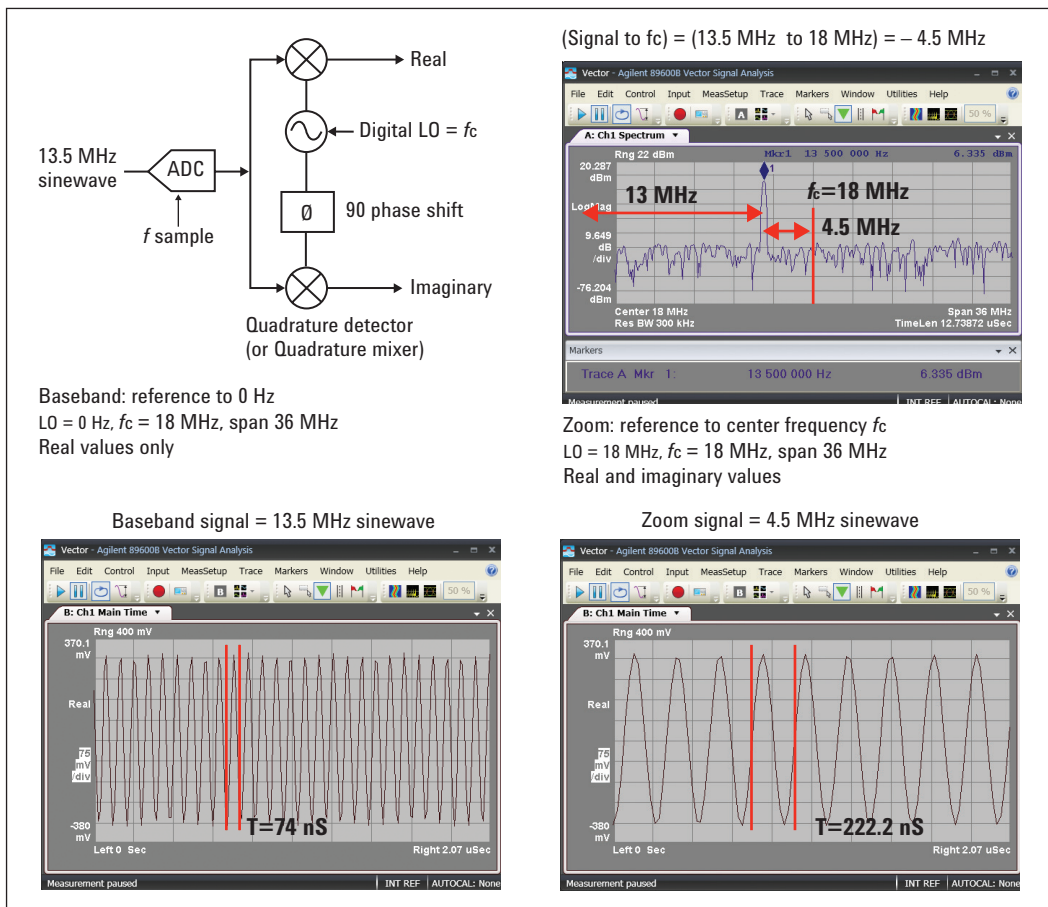 Real
Digital LO = fc
13.5 MHz
sinewave
ADC
f sample
Ø
90 phase shift
Imaginary
Quadrature detector
(or Quadrature mixer)
Baseband: reference to 0 Hz
LO = 0 Hz, fc = 18 MHz, span 36 MHz
Real values only
(Signal to fc) = (13.5 MHz to 18 MHz) = – 4.5 MHz
Vector - Agilent 89600B Vector Signal Analysis
File Edit Control Input MeasSetup Trace Markers Window Utilities Help
A 50 %
A: Ch1 Spectrum
Rng 22 dBm Mkr1 13 500 000 Hz 6.335 dBm
20.287
dBm
1
13 MHz
fc=18 MHz
LogMag
4.5 MHz
9.649
dB
/div
-76.204
dBm
Center 18 MHz Span 36 MHz
Res BW 300 kHz TimeLen 12.73872 uSec
Markers
Trace A Mkr 1: 13 500 000 Hz 6.335 dBm
Measurement paused INT REF AUTOCAL: None
Zoom: reference to center frequency fc
LO = 18 MHz, fc = 18 MHz, span 36 MHz
Real and imaginary values
Baseband signal = 13.5 MHz sinewave
Vector - Agilent 89600B Vector Signal Analysis
File Edit Control Input MeasSetup Trace Markers Window Utilities Help
B 50 %
B: Ch1 Main Time
Rng 400 mV
370.1
mV
Real
75
mV
/div
-380
mV
T=74 nS
Left 0 Sec Right 2.07 uSec
Measurement paused INT REF AUTOCAL: None
Zoom signal = 4.5 MHz sinewave
Vector - Agilent 89600B Vector Signal Analysis
File Edit Control Input MeasSetup Trace Markers Window Utilities Help
B 50 %
B: Ch1 Main Time
Rng 400 mV
370.1
mV
Real
75
mV
/div
-380
mV
T=222.2 nS
Left 0 Sec Right 2.07 uSec
Measurement paused INT REF AUTOCAL: None